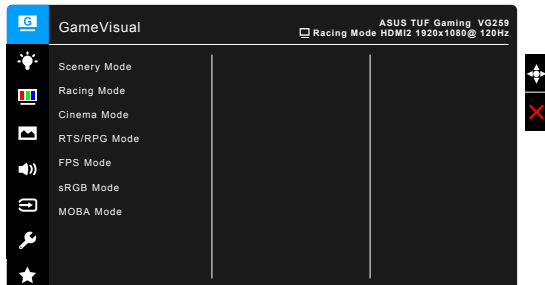 G
GameVisual
ASUS TUF Gaming VG259
Racing Mode HDMI2 1920x1080@ 120Hz
Scenery Mode
Racing Mode
Cinema Mode
RTS/RPG Mode
FPS Mode
sRGB Mode
MOBA Mode